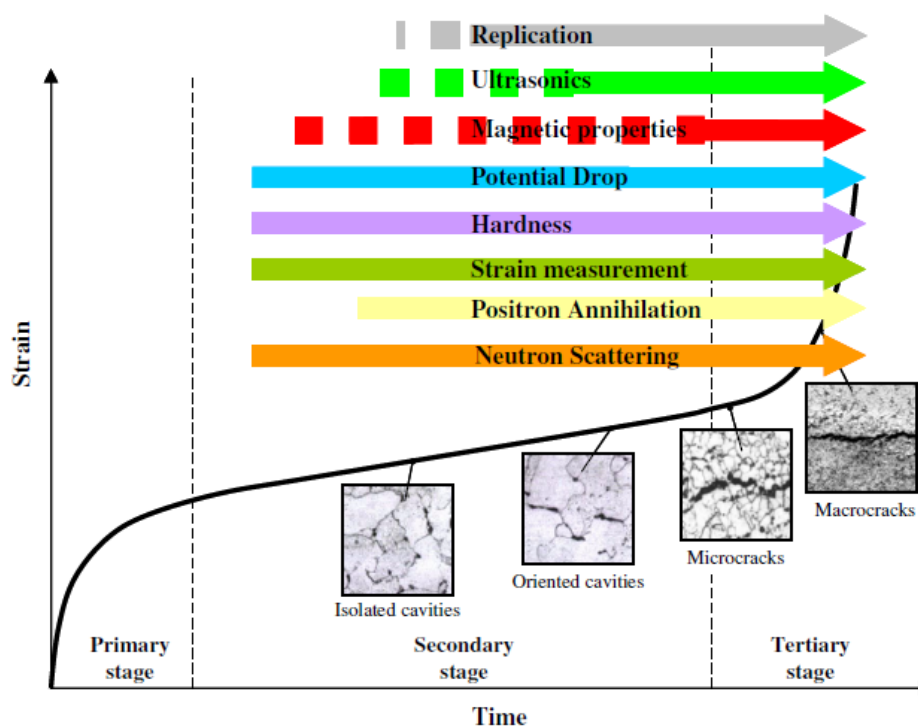 Replication
Ultrasonics
Magnetic properties
Potential Drop
Hardness
Strain measurement
Positron Annihilation
Neutron Scattering
Strain
Macrocracks
Microcracks
Oriented cavities
Isolated cavities
Primary
stage
Secondary
stage
Tertiary
stage
Time